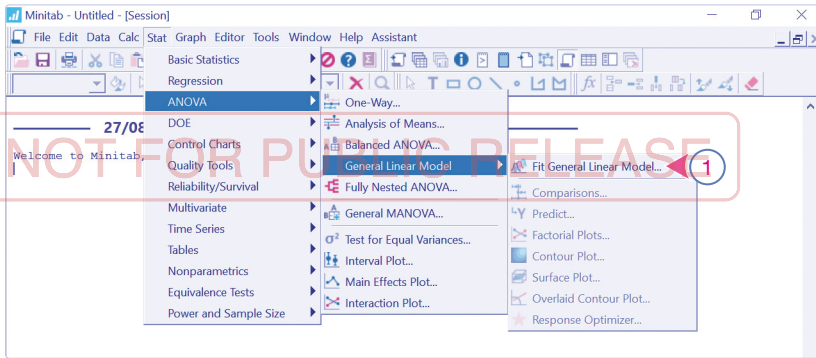 Minitab - Untitled - [Session]
File Edit Data Calc Stat Graph Editor Tools Window Help Assistant
Basic Statistics
Regression
ANOVA
DOE
Control Charts
Quality Tools
Reliability/Survival
Multivariate
Time Series
Tables
Nonparametrics
Equivalence Tests
Power and Sample Size
One-Way...
Analysis of Means...
Balanced ANOVA...
General Linear Model
Fully Nested ANOVA...
General MANOVA...
σ² Test for Equal Variances...
Interval Plot...
Main Effects Plot...
Interaction Plot...
Fit General Linear Model...
1
Comparisons...
Predict...
Factorial Plots...
Contour Plot...
Surface Plot...
Overlaid Contour Plot...
Response Optimizer...
27/08
Welcome to Minitab,
NOT FOR PUBLIC RELEASE